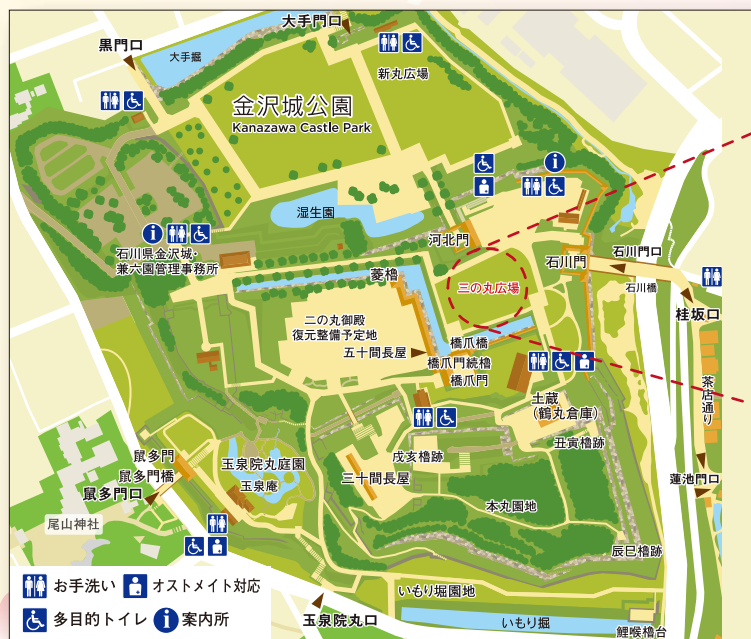 大手門口
黒門口
大手掘
新丸広場
金沢城公園
Kanazawa Castle Park
湿生園
石川県金沢城・
兼六園管理事務所
河北門
石川門
石川門口
石川橋
桂坂口
菱櫓
三の丸広場
二の丸御殿
復元整備予定地
五十間長屋
橋爪橋
橋爪門続櫓
橋爪門
茶店通り
土蔵
(鶴丸倉庫)
丑寅櫓跡
戌亥櫓跡
鼠多門
鼠多門橋
鼠多門口
玉泉院丸庭園
玉泉庵
三十間長屋
本丸園地
蓮池門口
尾山神社
辰巳櫓跡
いもり堀園地
いもり堀
玉泉院丸口
鯉喉櫓台
お手洗い
オストメイト対応
多目的トイレ
案内所